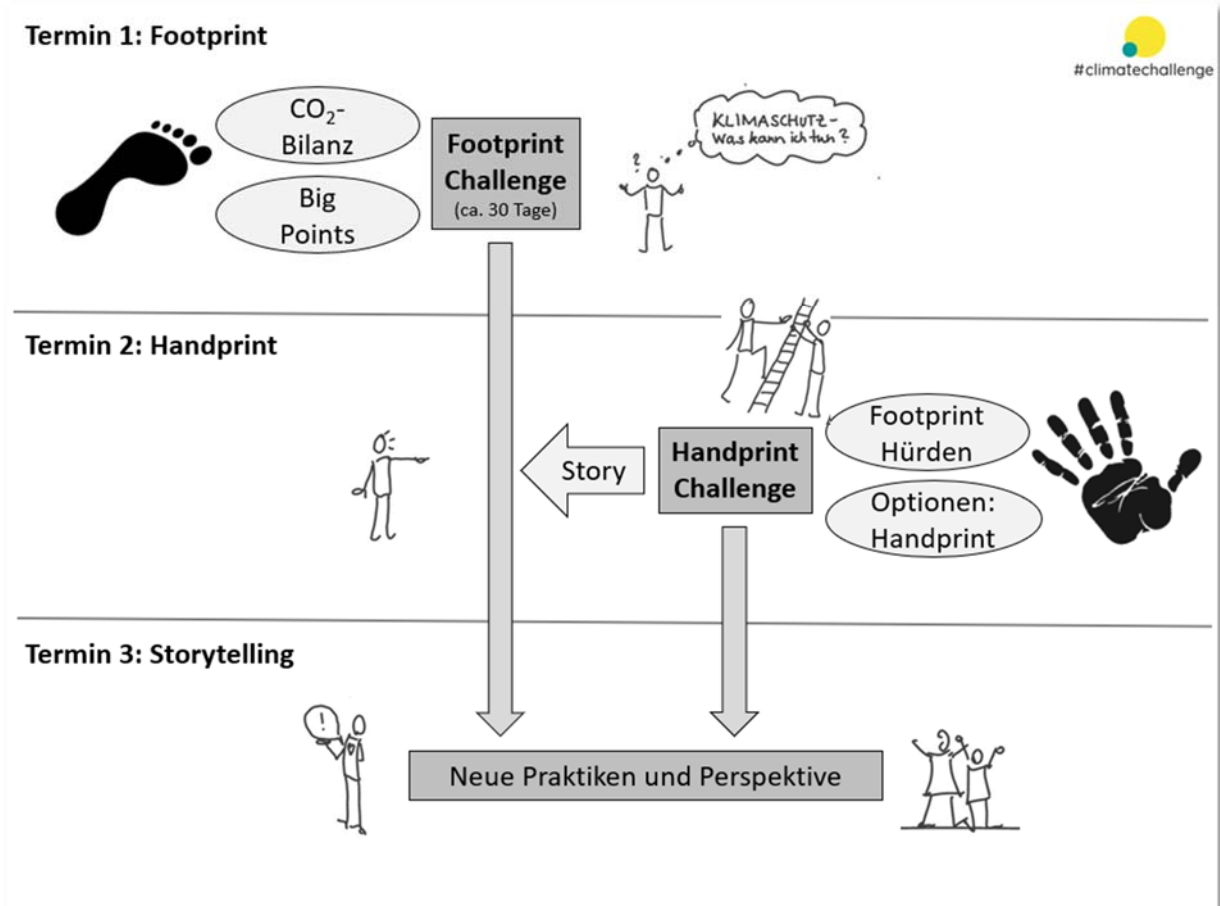 Termin 1: Footprint
#climatechallenge
CO₂-
Bilanz
Big
Points
Footprint
Challenge
(ca. 30 Tage)
?
KLIMASCHUTZ-
Was kann ich tun?
Termin 2: Handprint
Story
Handprint
Challenge
Footprint
Hürden
Optionen:
Handprint
Termin 3: Storytelling
!
Neue Praktiken und Perspektive